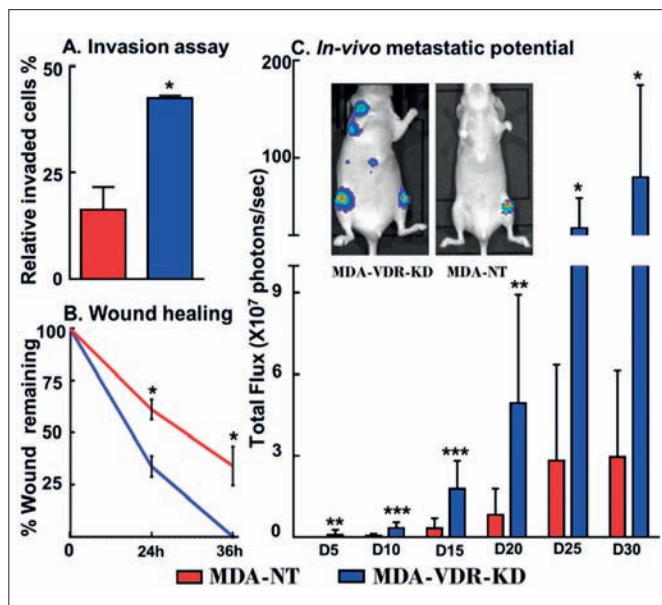 A. Invasion assay
Relative invaded cells %
50
25
0
*
B. Wound healing
% Wound remaining
100
75
50
25
*
*
0 24h 36h
C. In-vivo metastatic potential
Total Flux (X10⁷ photons/sec)
200
100
9
6
3
0
MDA-VDR-KD MDA-NT
**
***
***
**
*
*
D5 D10 D15 D20 D25 D30
MDA-NT MDA-VDR-KD